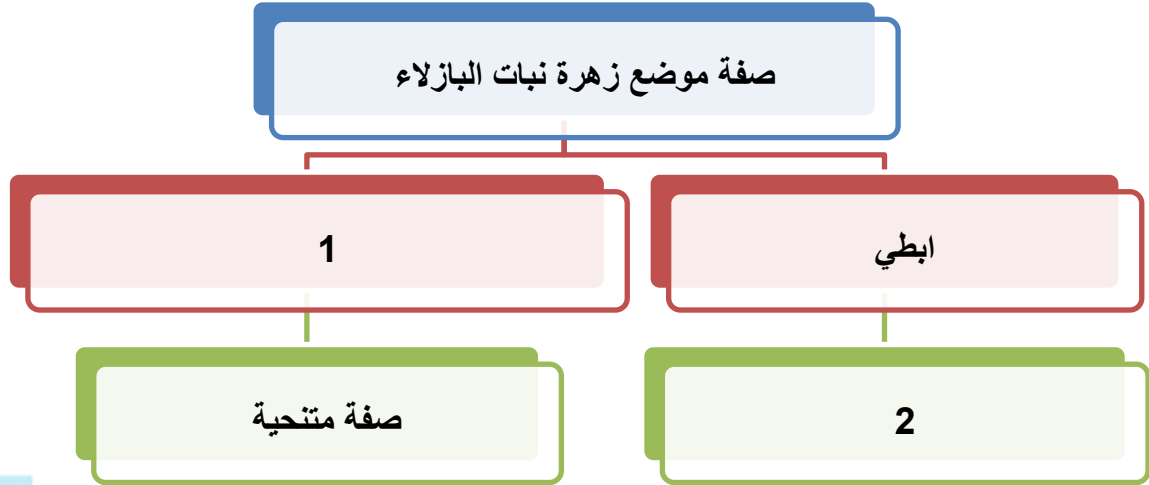 صفة موضع زهرة نبات البازلاء
ابطي
1
2
صفة متنحية